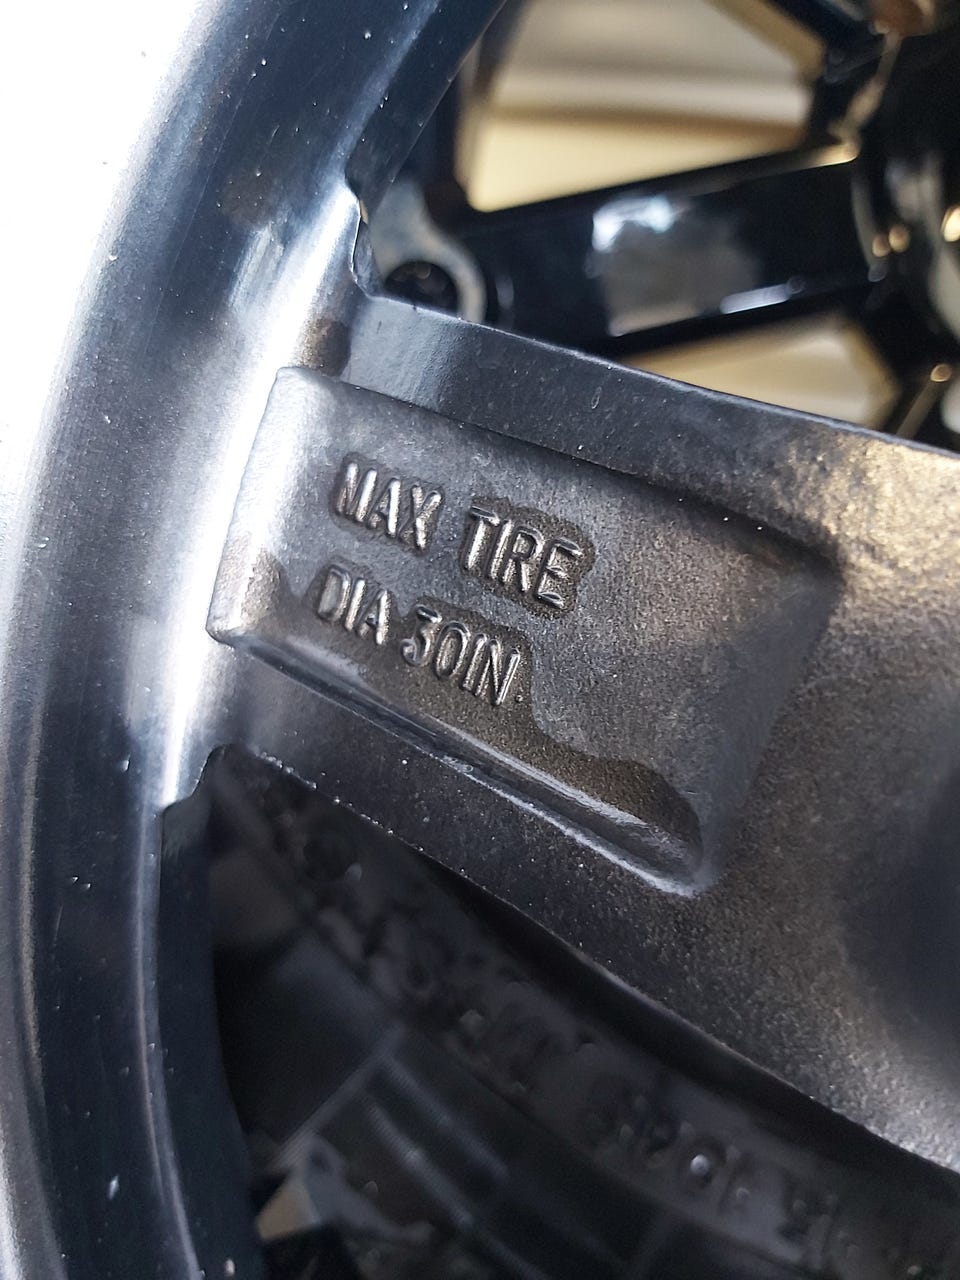 MAX TIRE
DIA 30IN.